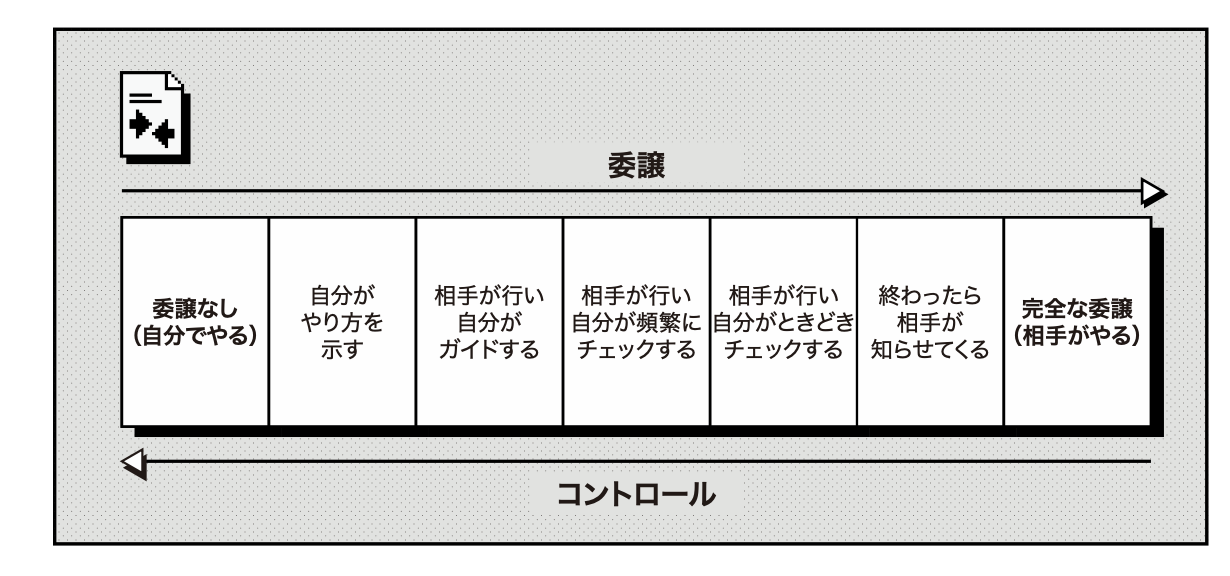 委譲
委譲なし
（自分でやる）
自分が
やり方を
示す
相手が行い
自分が
ガイドする
相手が行い
自分が頻繁に
チェックする
相手が行い
自分がときどき
チェックする
終わったら
相手が
知らせてくる
完全な委譲
（相手がやる）
コントロール